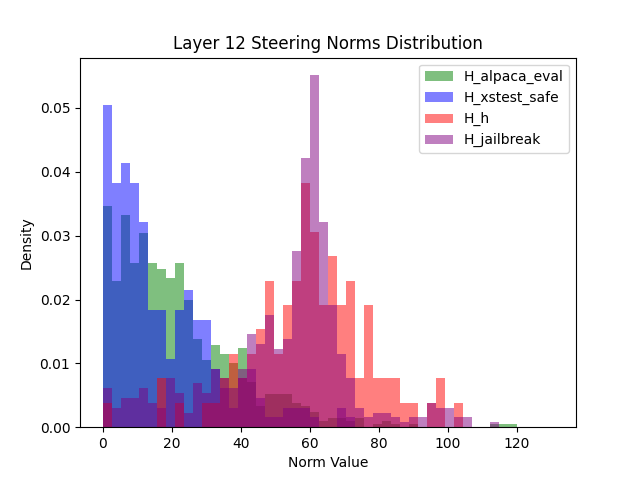 Layer 12 Steering Norms Distribution
H_alpaca_eval
H_xstest_safe
H_h
H_jailbreak
Density
0.05
0.04
0.03
0.02
0.01
0.00
0 20 40 60 80 100 120
Norm Value